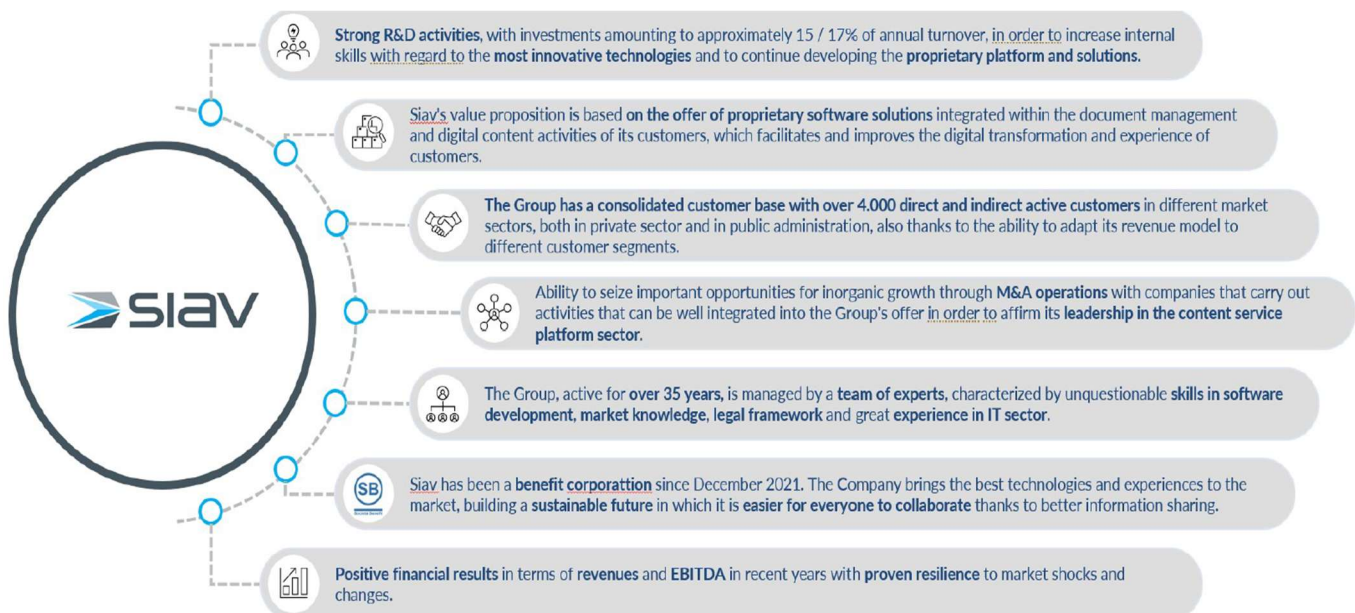 Strong R&D activities, with investments amounting to approximately 15 / 17% of annual turnover, in order to increase internal
skills with regard to the most innovative technologies and to continue developing the proprietary platform and solutions.
Siav's value proposition is based on the offer of proprietary software solutions integrated within the document management
and digital content activities of its customers, which facilitates and improves the digital transformation and experience of
customers.
The Group has a consolidated customer base with over 4.000 direct and indirect active customers in different market
sectors, both in private sector and in public administration, also thanks to the ability to adapt its revenue model to
different customer segments.
siav
Ability to seize important opportunities for inorganic growth through M&A operations with companies that carry out
activities that can be well integrated into the Group's offer in order to affirm its leadership in the content service
platform sector.
The Group, active for over 35 years, is managed by a team of experts, characterized by unquestionable skills in software
development, market knowledge, legal framework and great experience in IT sector.
SB
Siav has been a benefit corporattion since December 2021. The Company brings the best technologies and experiences to the
market, building a sustainable future in which it is easier for everyone to collaborate thanks to better information sharing.
Positive financial results in terms of revenues and EBITDA in recent years with proven resilience to market shocks and
changes.